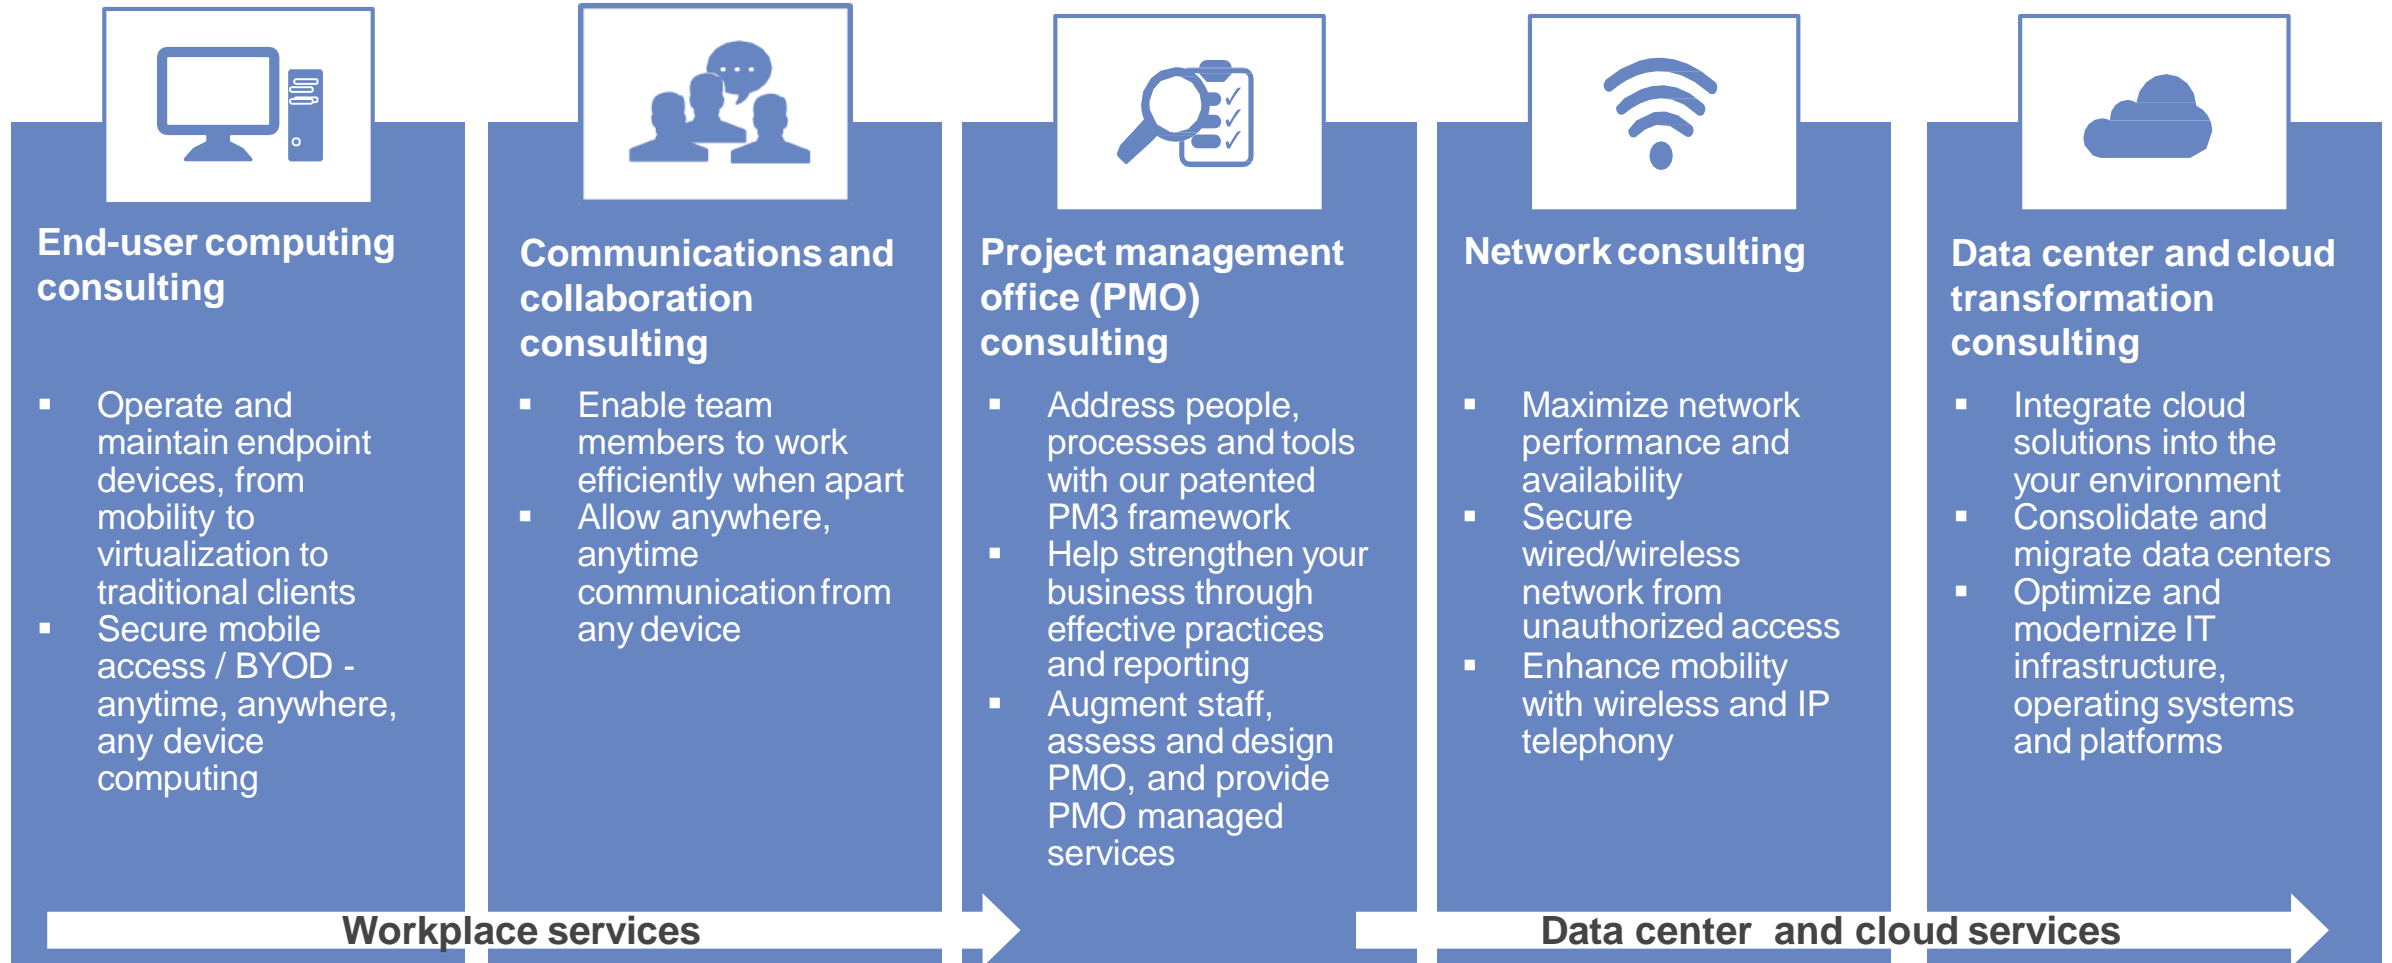 End-user computing
consulting
▪ Operate and
maintain endpoint
devices, from
mobility to
virtualization to
traditional clients
▪ Secure mobile
access / BYOD -
anytime, anywhere,
any device
computing
Communications and
collaboration
consulting
▪ Enable team
members to work
efficiently when apart
▪ Allow anywhere,
anytime
communication from
any device
Project management
office (PMO)
consulting
▪ Address people,
processes and tools
with our patented
PM3 framework
▪ Help strengthen your
business through
effective practices
and reporting
▪ Augment staff,
assess and design
PMO, and provide
PMO managed
services
Network consulting
▪ Maximize network
performance and
availability
▪ Secure
wired/wireless
network from
unauthorized access
▪ Enhance mobility
with wireless and IP
telephony
Data center and cloud
transformation
consulting
▪ Integrate cloud
solutions into the
your environment
▪ Consolidate and
migrate data centers
▪ Optimize and
modernize IT
infrastructure,
operating systems
and platforms
Workplace services
Data center and cloud services